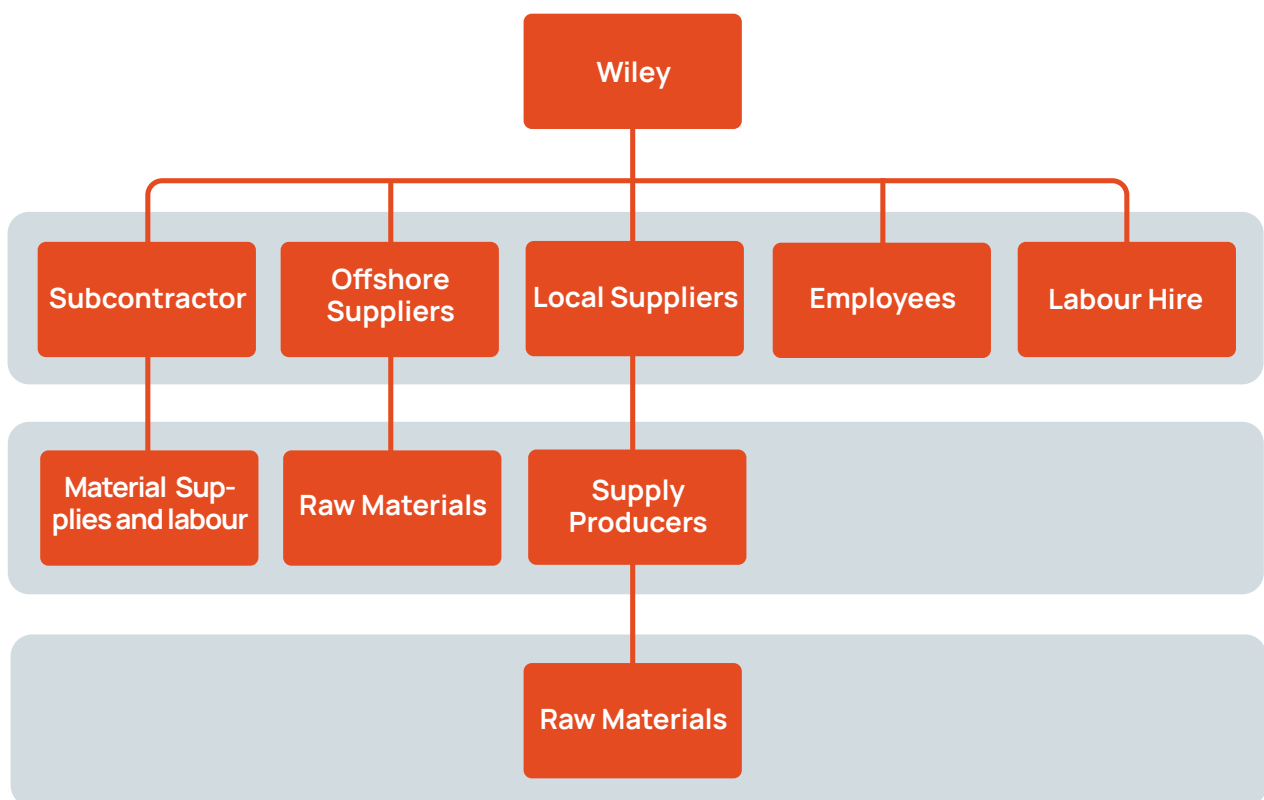 Wiley
Subcontractor
Offshore
Suppliers
Local Suppliers
Employees
Labour Hire
Material Sup-
plies and labour
Raw Materials
Supply
Producers
Raw Materials